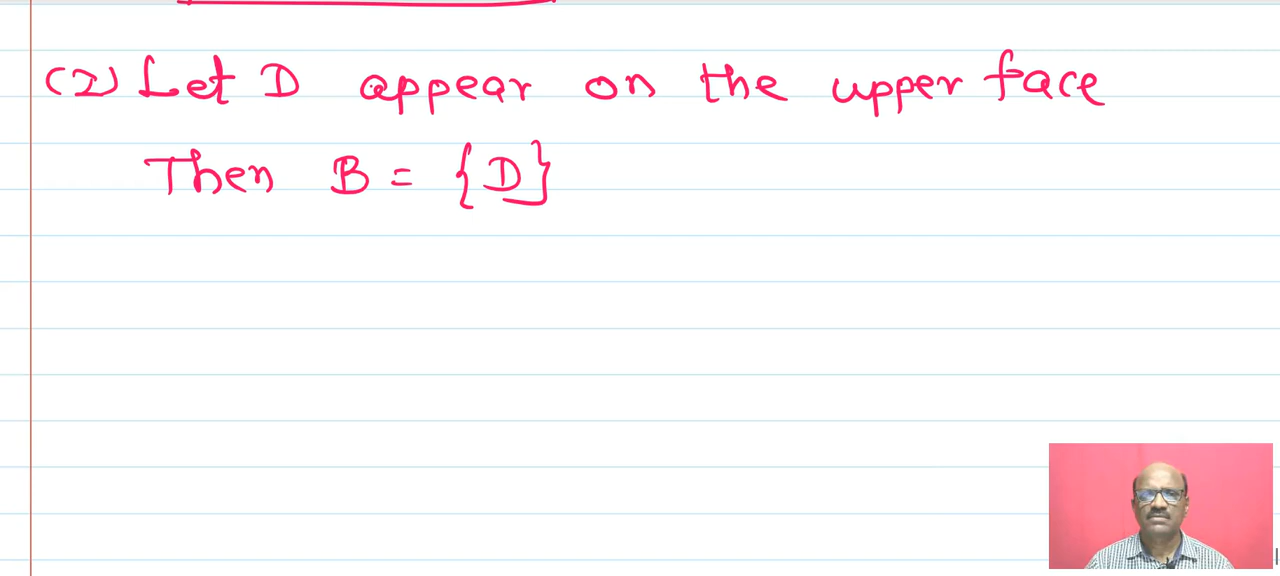 (2) Let D appear on the upper face
Then B = {D}